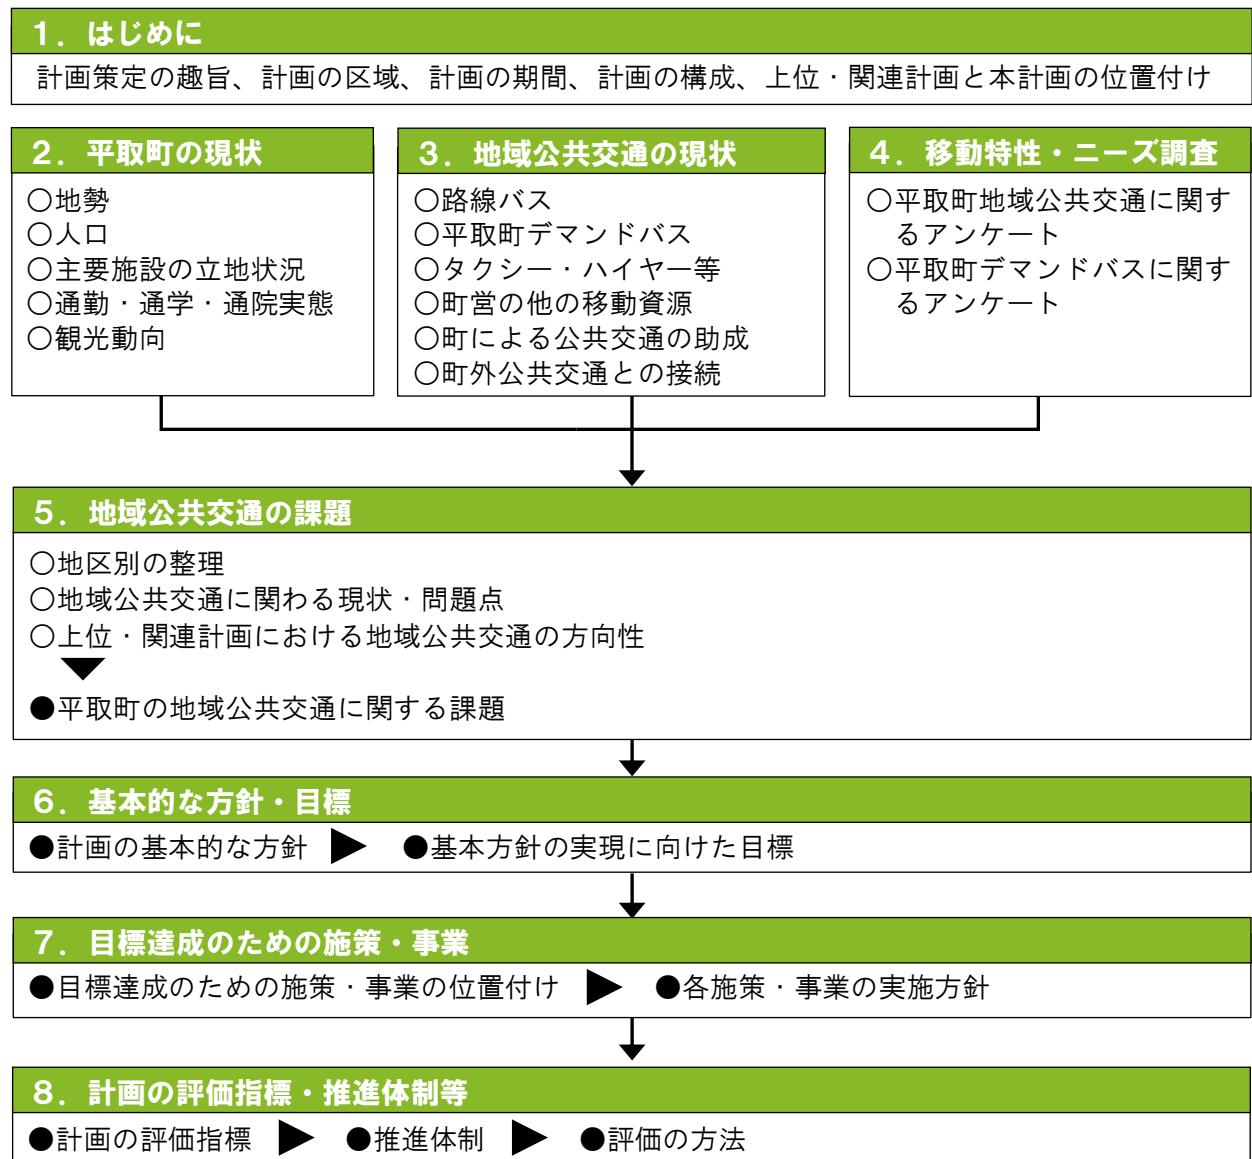 １．はじめに
計画策定の趣旨、計画の区域、計画の期間、計画の構成、上位・関連計画と本計画の位置付け
２．平取町の現状
○地勢
○人口
○主要施設の立地状況
○通勤・通学・通院実態
○観光動向
３．地域公共交通の現状
○路線バス
○平取町デマンドバス
○タクシー・ハイヤー等
○町営の他の移動資源
○町による公共交通の助成
○町外公共交通との接続
４．移動特性・ニーズ調査
○平取町地域公共交通に関す
るアンケート
○平取町デマンドバスに関す
るアンケート
５．地域公共交通の課題
○地区別の整理
○地域公共交通に関わる現状・問題点
○上位・関連計画における地域公共交通の方向性
●平取町の地域公共交通に関する課題
６．基本的な方針・目標
●計画の基本的な方針 ▶ ●基本方針の実現に向けた目標
７．目標達成のための施策・事業
●目標達成のための施策・事業の位置付け ▶ ●各施策・事業の実施方針
８．計画の評価指標・推進体制等
●計画の評価指標 ▶ ●推進体制 ▶ ●評価の方法